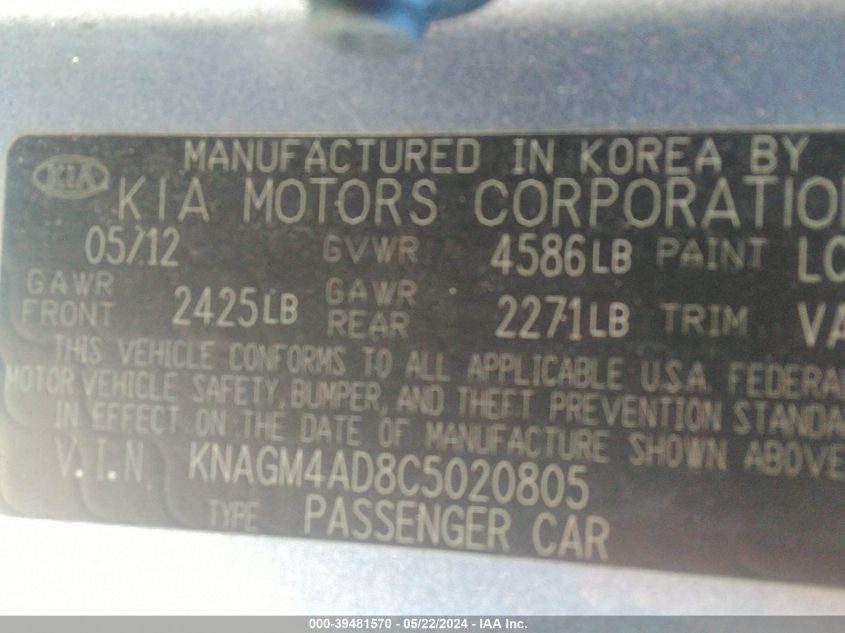 MANUFACTURED IN KOREA BY
KIA KIA MOTORS CORPORATIO
05/12 GVWR 4586LB PAINT LC
GAWR FRONT 2425LB GAWR REAR 2271LB TRIM VA
THIS VEHICLE CONFORMS TO ALL APPLICABLE U.S.A. FEDERA
MOTOR VEHICLE SAFETY, BUMPER, AND THEFT PREVENTION STANDA
IN EFFECT ON THE DATE OF MANUFACTURE SHOWN ABOVE
V.I.N KNAGM4AD8C5020805
TYPE PASSENGER CAR
000-39481570 - 05/22/2024 - IAA Inc.